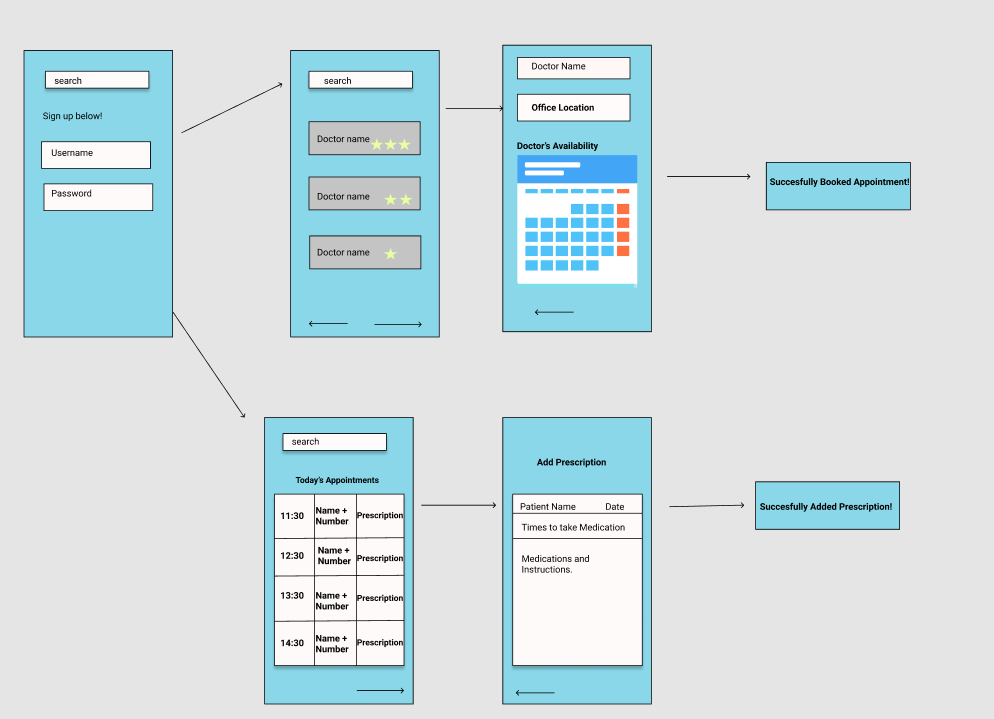 search
Sign up below!
Username
Password
search
Doctor name
Doctor name
Doctor name
Doctor Name
Office Location
Doctor's Availability
Succesfully Booked Appointment!
search
Today's Appointments
11:30 Name + Number Prescription
12:30 Name + Number Prescription
13:30 Name + Number Prescription
14:30 Name + Number Prescription
Add Prescription
Patient Name Date
Times to take Medication
Medications and
Instructions.
Succesfully Added Prescription!